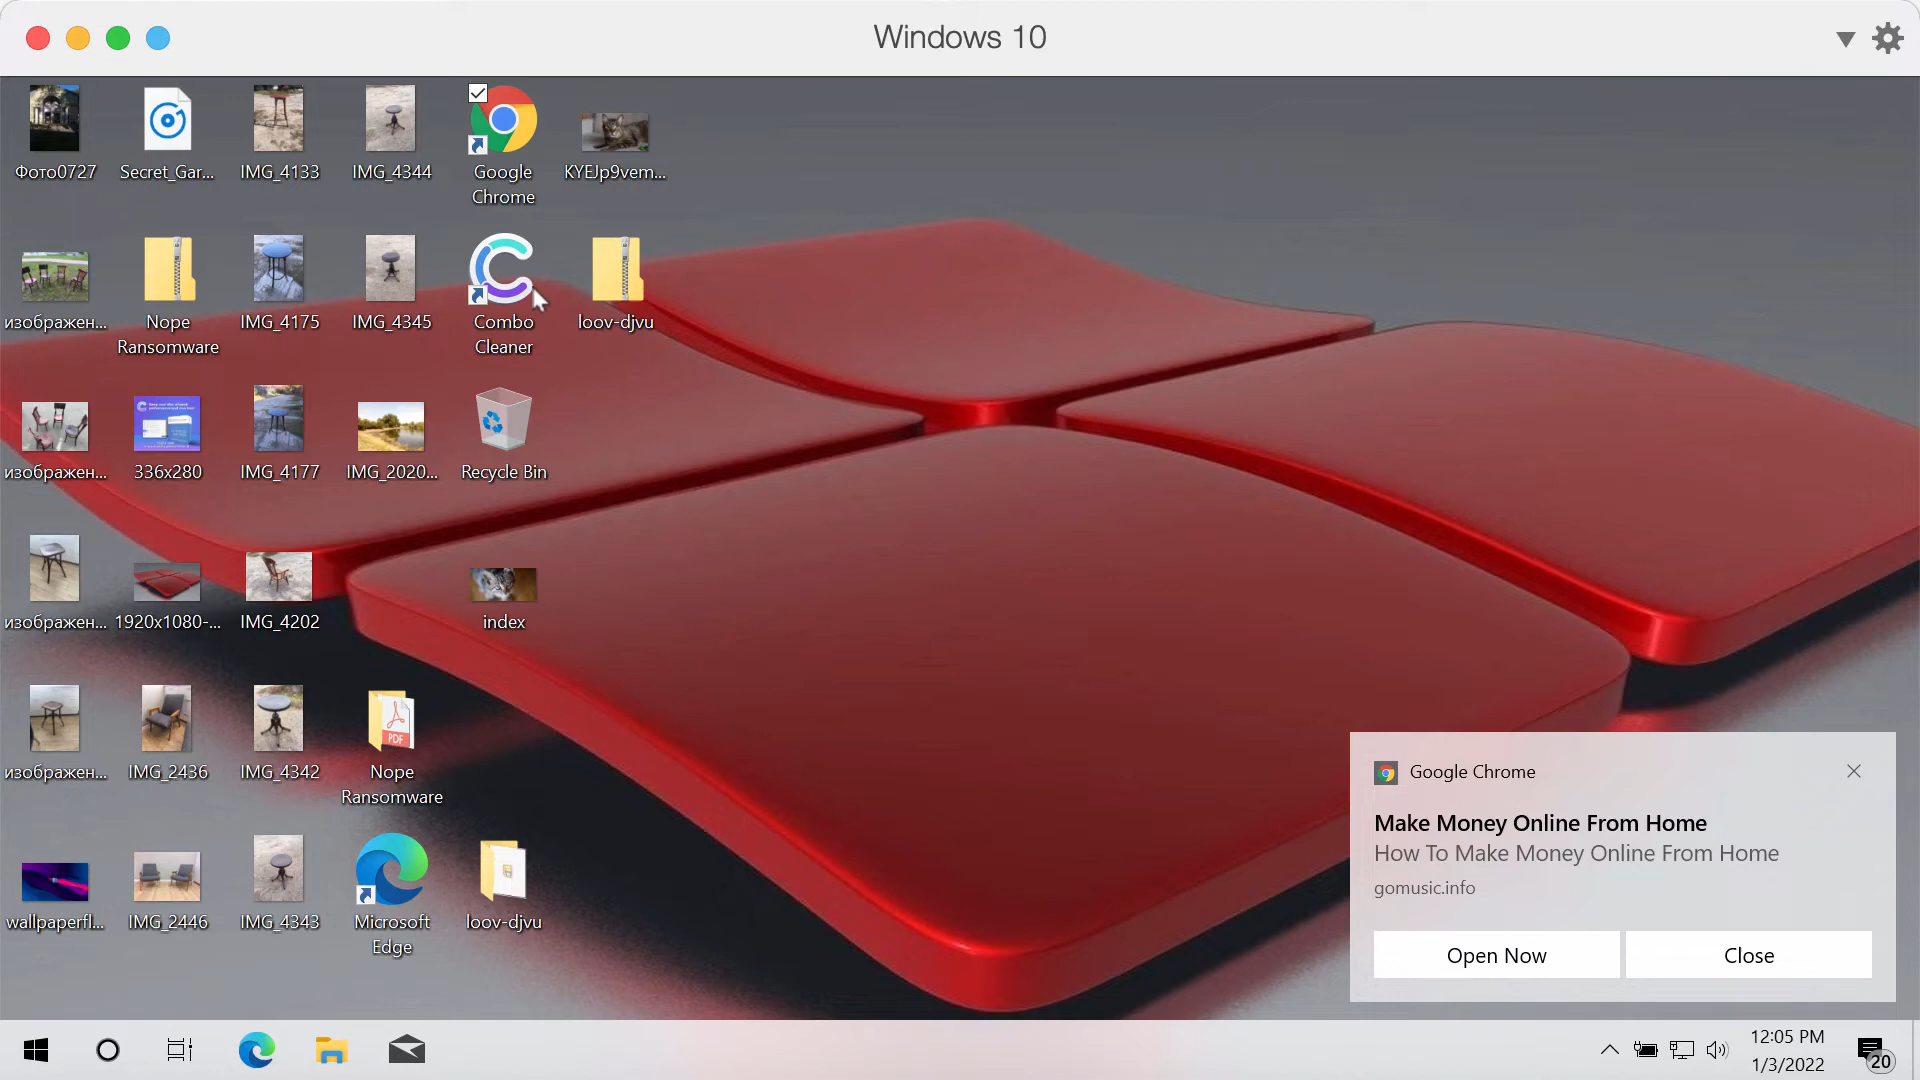 Windows 10
Фото0727
Secret_Gar...
IMG_4133
IMG_4344
Google
Chrome
KYEJp9vem...
изображен...
Nope
Ransomware
IMG_4175
IMG_4345
Combo
Cleaner
loov-djvu
изображен...
336x280
IMG_4177
IMG_2020...
Recycle Bin
изображен...
1920x1080-...
IMG_4202
index
изображен...
IMG_2436
IMG_4342
PDF
Nope
Ransomware
wallpaperfl...
IMG_2446
IMG_4343
Microsoft
Edge
loov-djvu
Google Chrome
Make Money Online From Home
How To Make Money Online From Home
gomusic.info
Open Now
Close
12:05 PM
1/3/2022
20